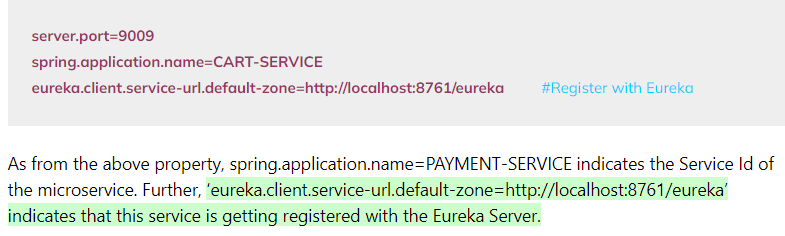 server.port=9009
spring.application.name=CART-SERVICE
eureka.client.service-url.default-zone=http://localhost:8761/eureka #Register with Eureka
As from the above property, spring.application.name=PAYMENT-SERVICE indicates the Service Id of
the microservice. Further, ‘eureka.client.service-url.default-zone=http://localhost:8761/eureka’
indicates that this service is getting registered with the Eureka Server.